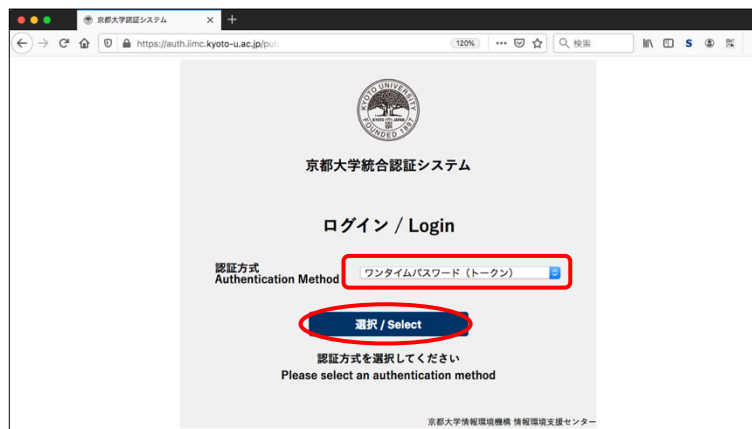 京都大学認証システム
https://auth.iimc.kyoto-u.ac.jp/pub
120%
検索
KYOTO UNIVERSITY
FOUNDED 1897
京都大学統合認証システム
ログイン / Login
認証方式
Authentication Method
ワンタイムパスワード（トークン）
選択 / Select
認証方式を選択してください
Please select an authentication method
京都大学情報環境機構 情報環境支援センター